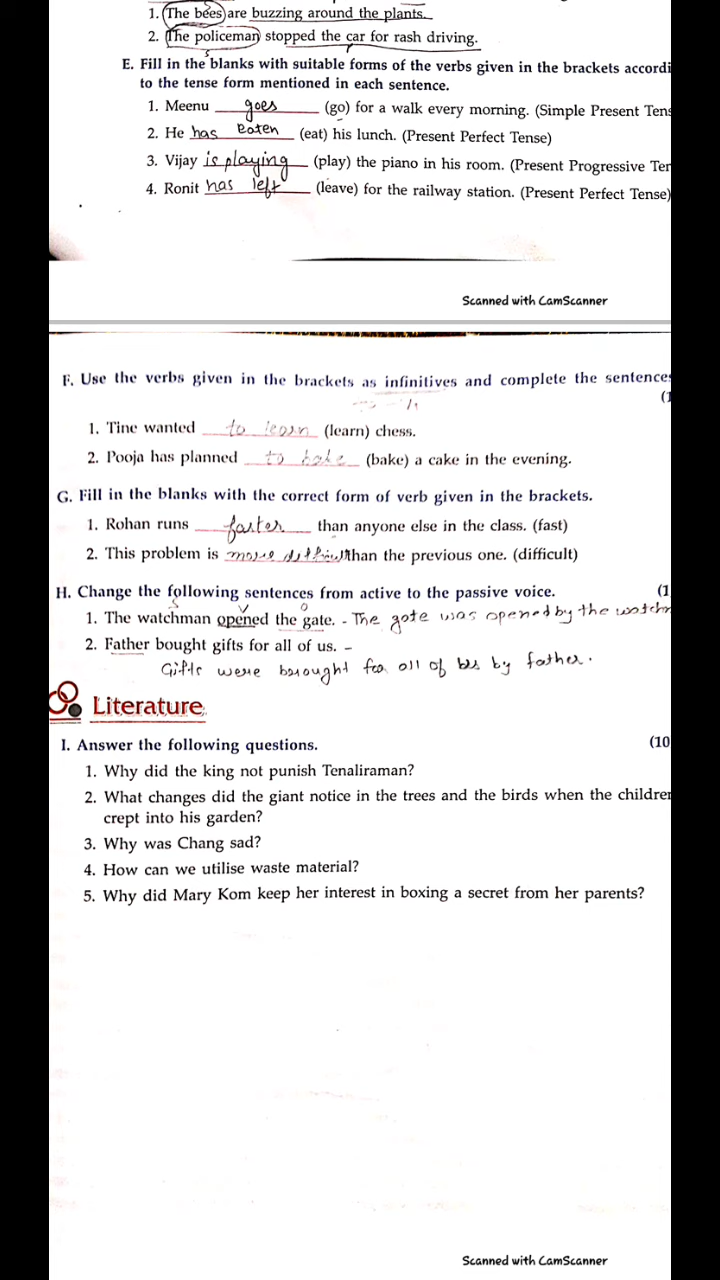 1. The bees are buzzing around the plants.
2. The policeman stopped the car for rash driving.
E. Fill in the blanks with suitable forms of the verbs given in the brackets accordi
to the tense form mentioned in each sentence.
1. Meenu goes (go) for a walk every morning. (Simple Present Tens
2. He has Eaten (eat) his lunch. (Present Perfect Tense)
3. Vijay is playing (play) the piano in his room. (Present Progressive Ten
4. Ronit has left (leave) for the railway station. (Present Perfect Tense)
Scanned with CamScanner
F. Use the verbs given in the brackets as infinitives and complete the sentences
(1
1. Tine wanted to learn (learn) chess.
2. Pooja has planned to bake (bake) a cake in the evening.
G. Fill in the blanks with the correct form of verb given in the brackets.
1. Rohan runs faster than anyone else in the class. (fast)
2. This problem is more difficult than the previous one. (difficult)
H. Change the following sentences from active to the passive voice. (1
S V O
1. The watchman opened the gate. - The gate was opened by the watchm
2. Father bought gifts for all of us. -
Gifts were bought for all of us by father.
Literature
I. Answer the following questions. (10
1. Why did the king not punish Tenaliraman?
2. What changes did the giant notice in the trees and the birds when the children
crept into his garden?
3. Why was Chang sad?
4. How can we utilise waste material?
5. Why did Mary Kom keep her interest in boxing a secret from her parents?
Scanned with CamScanner